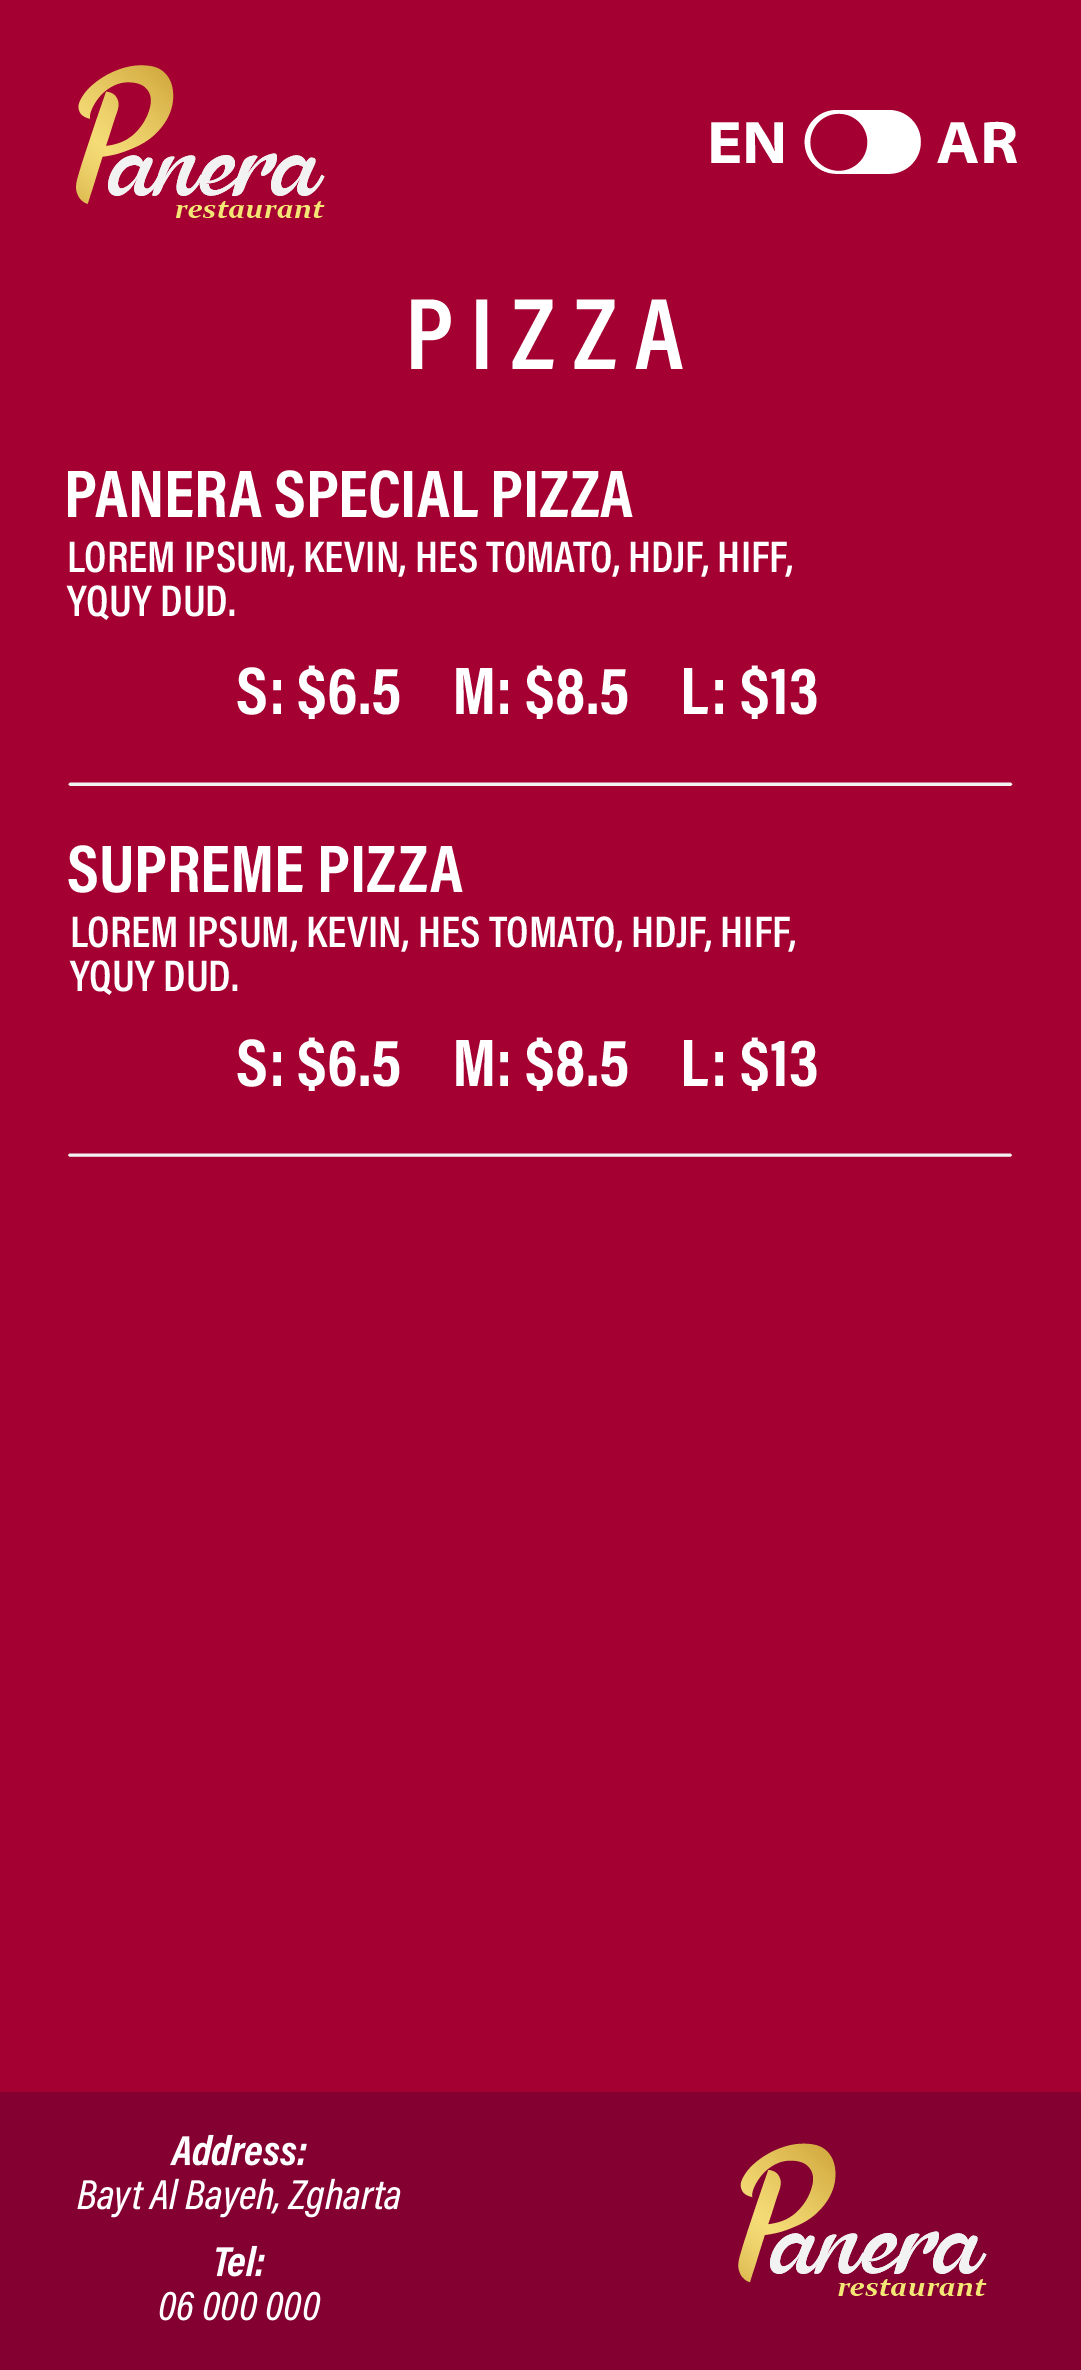 Panera
restaurant
EN AR
PIZZA
PANERA SPECIAL PIZZA
LOREM IPSUM, KEVIN, HES TOMATO, HDJF, HIFF,
YQUY DUD.
S: $6.5 M: $8.5 L: $13
SUPREME PIZZA
LOREM IPSUM, KEVIN, HES TOMATO, HDJF, HIFF,
YQUY DUD.
S: $6.5 M: $8.5 L: $13
Address:
Bayt Al Bayeh, Zgharta
Tel:
06 000 000
Panera
restaurant